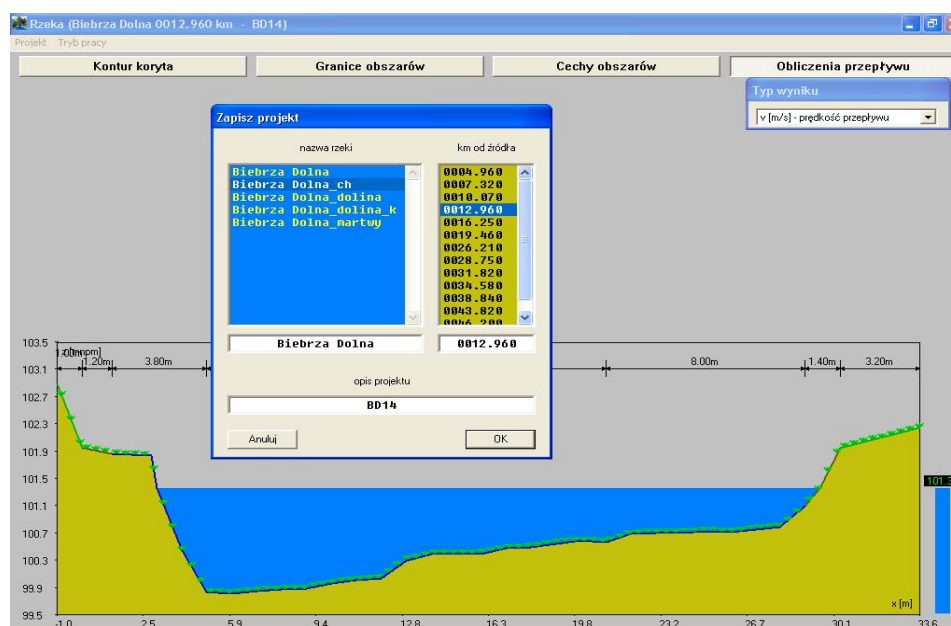 Rzeka (Biebrza Dolna 0012.960 km - BD14)
Projekt Tryb pracy
Kontur koryta Granice obszarów Cechy obszarów Obliczenia przepływu
Typ wyniku
v [m/s] - prędkość przepływu
Zapisz projekt
nazwa rzeki km od źródła
Biebrza Dolna
Biebrza Dolna_ch
Biebrza Dolna_dolina
Biebrza Dolna_dolina_k
Biebrza Dolna_martwy
0004.960
0007.320
0010.070
0012.960
0016.250
0019.460
0026.210
0028.750
0031.820
0034.580
0038.840
0043.820
0046.200
Biebrza Dolna 0012.960
opis projektu
BD14
Anuluj OK
1.20m 3.80m 8.00m 1.40m 3.20m
103.5
103.1
102.7
102.3
101.9
101.5
101.1
100.7
100.3
99.9
99.5
101.3
x [m]
-1.0 2.5 5.9 9.4 12.8 16.3 19.8 23.2 26.7 30.1 33.6